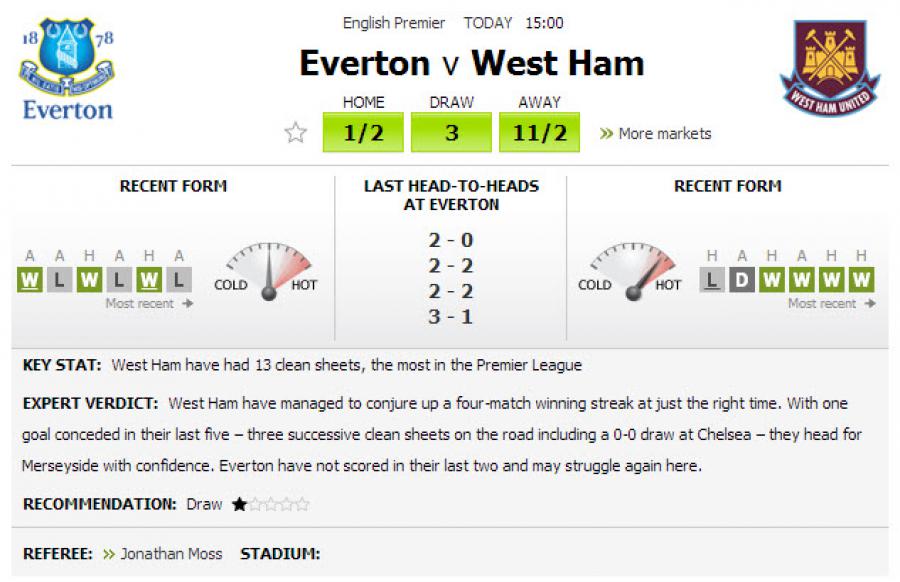 English Premier TODAY 15:00
18 78
Everton
Everton v West Ham
WEST HAM UNITED
HOME DRAW AWAY
1/2 3 11/2 » More markets
RECENT FORM
A A H A H A
W L W L W L
Most recent
COLD HOT
LAST HEAD-TO-HEADS
AT EVERTON
2 - 0
2 - 2
2 - 2
3 - 1
RECENT FORM
COLD HOT
H A H A H H
L D W W W W
Most recent
KEY STAT: West Ham have had 13 clean sheets, the most in the Premier League
EXPERT VERDICT: West Ham have managed to conjure up a four-match winning streak at just the right time. With one
goal conceded in their last five – three successive clean sheets on the road including a 0-0 draw at Chelsea – they head for
Merseyside with confidence. Everton have not scored in their last two and may struggle again here.
RECOMMENDATION: Draw
REFEREE: » Jonathan Moss STADIUM: